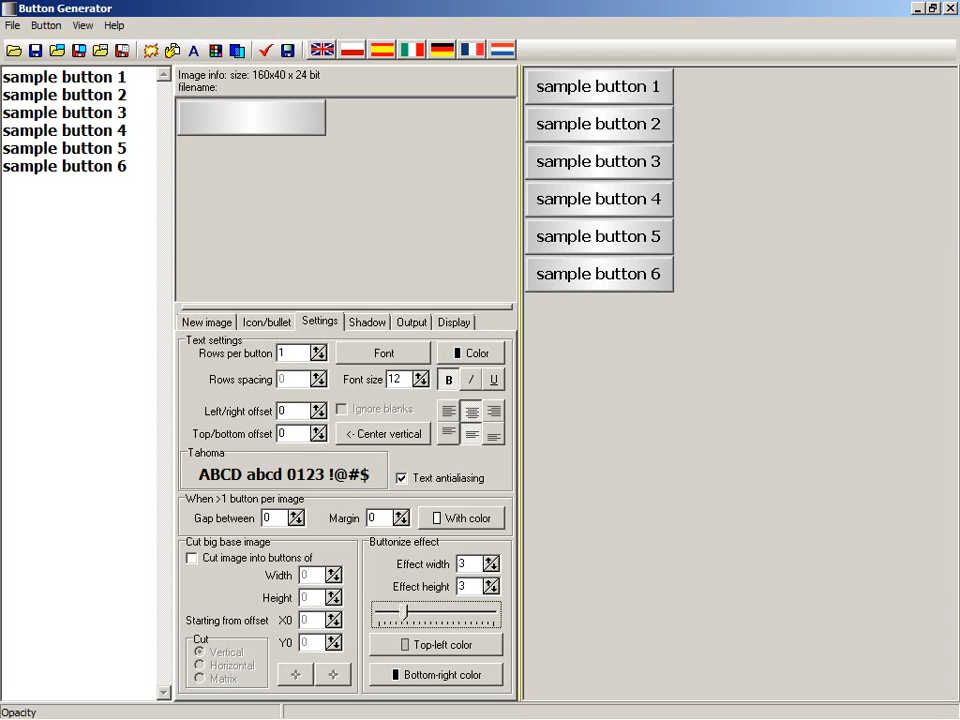 Button Generator
File Button View Help
sample button 1
sample button 2
sample button 3
sample button 4
sample button 5
sample button 6
Image info: size: 160x40 x 24 bit
filename:
New image Icon/bullet Settings Shadow Output Display
Text settings
Rows per button 1 Font Color
Rows spacing 0 Font size 12 B / U
Left/right offset 0 Ignore blanks
Top/bottom offset 0 <- Center vertical
Tahoma
ABCD abcd 0123 !@#$ Text antialiasing
When >1 button per image
Gap between 0 Margin 0 With color
Cut big base image
Cut image into buttons of
Width 0
Height 0
Starting from offset X0 0
Y0 0
Cut
Vertical
Horizontal
Matrix
Buttonize effect
Effect width 3
Effect height 3
Top-left color
Bottom-right color
sample button 1
sample button 2
sample button 3
sample button 4
sample button 5
sample button 6
Opacity